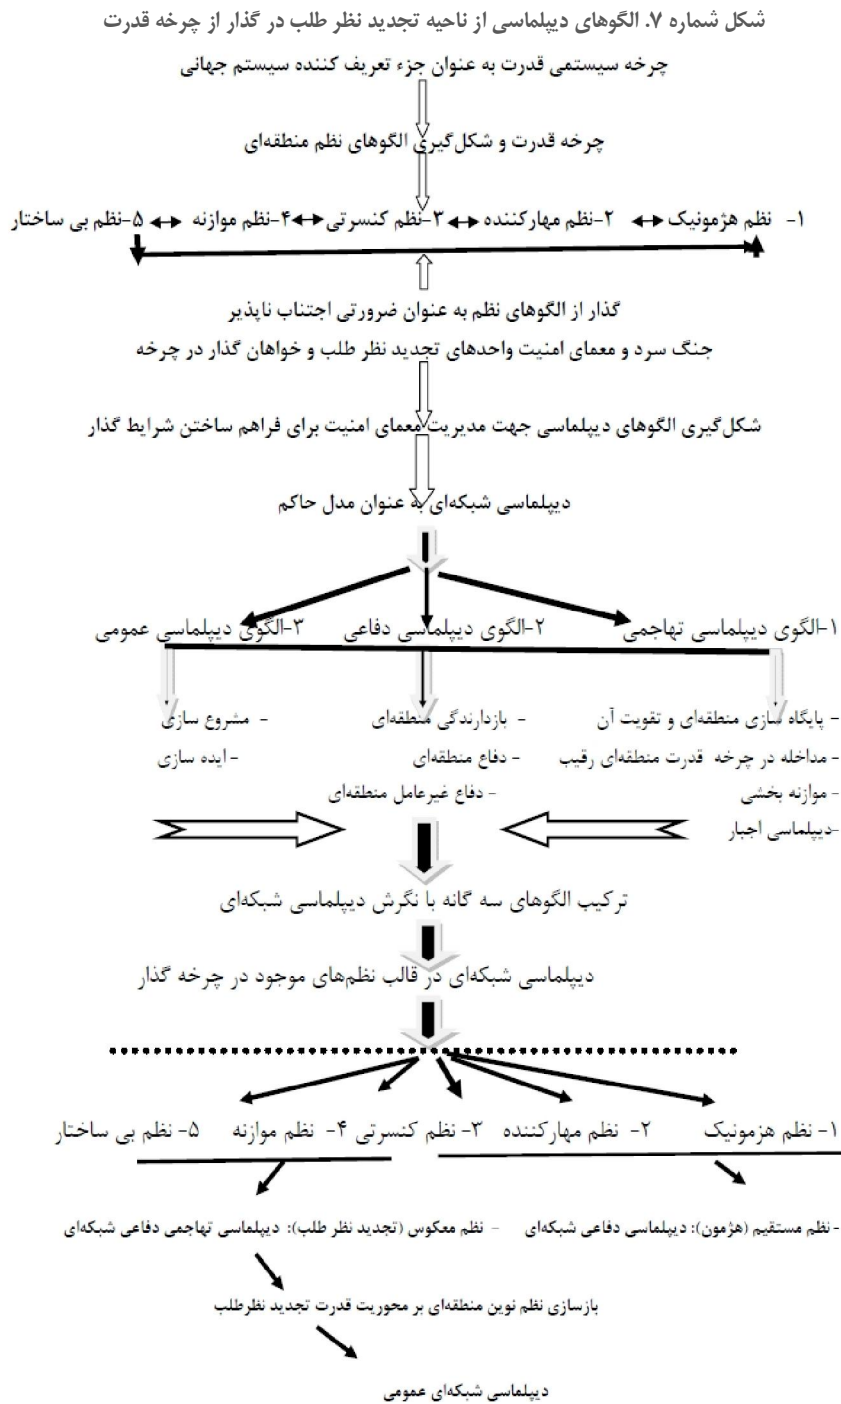 شکل شماره ۷. الگوهای دیپلماسی از ناحیه تجدید نظر طلب در گذار از چرخه قدرت
چرخه سیستمی قدرت به عنوان جزء تعریف کننده سیستم جهانی
چرخه قدرت و شکل‌گیری الگوهای نظم منطقه‌ای
۱- نظم هژمونیک ۲-نظم مهارکننده ۳-نظم کنسرتی ۴-نظم موازنه ۵-نظم بی ساختار
گذار از الگوهای نظم به عنوان ضرورتی اجتناب ناپذیر
جنگ سرد و معمای امنیت واحدهای تجدید نظر طلب و خواهان گذار در چرخه
شکل‌گیری الگوهای دیپلماسی جهت مدیریت معمای امنیت برای فراهم ساختن شرایط گذار
دیپلماسی شبکه‌ای به عنوان مدل حاکم
۱-الگوی دیپلماسی تهاجمی ۲-الگوی دیپلماسی دفاعی ۳-الگوی دیپلماسی عمومی
- پایگاه سازی منطقه‌ای و تقویت آن - بازدارندگی منطقه‌ای - مشروع سازی
- مداخله در چرخه قدرت منطقه‌ای رقیب - دفاع منطقه‌ای - ایده سازی
- موازنه بخشی - دفاع غیرعامل منطقه‌ای
-دیپلماسی اجبار
ترکیب الگوهای سه گانه با نگرش دیپلماسی شبکه‌ای
دیپلماسی شبکه‌ای در قالب نظم‌های موجود در چرخه گذار
۱- نظم هژمونیک ۲- نظم مهارکننده ۳- نظم کنسرتی ۴- نظم موازنه ۵- نظم بی ساختار
- نظم مستقیم (هژمون): دیپلماسی دفاعی شبکه‌ای - نظم معکوس (تجدید نظر طلب): دیپلماسی تهاجمی دفاعی شبکه‌ای
بازسازی نظم نوین منطقه‌ای بر محوریت قدرت تجدید نظرطلب
دیپلماسی شبکه‌ای عمومی